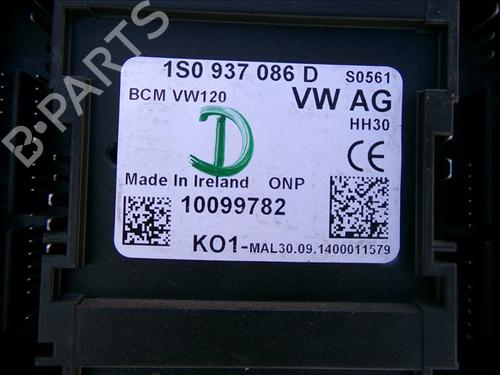 1S0 937 086 D S0561
BCM VW120 VW AG
HH30
D
CE
Made In Ireland ONP
10099782
KO1-MAL30.09.1400011579
B-PARTS